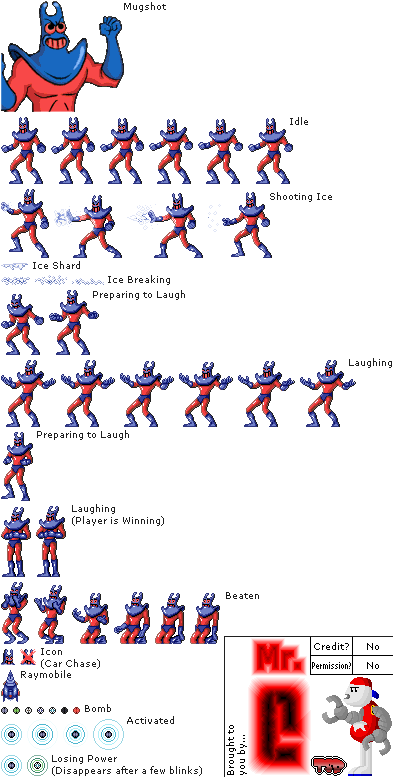 Mugshot
Idle
Shooting Ice
Ice Shard
Ice Breaking
Preparing to Laugh
Laughing
Preparing to Laugh
Laughing
(Player is Winning)
Beaten
Icon
(Car Chase)
Raymobile
Bomb
Activated
Losing Power
(Disappears after a few blinks)
Brought to
you by...
Mr.
C
Credit? No
Permission? No